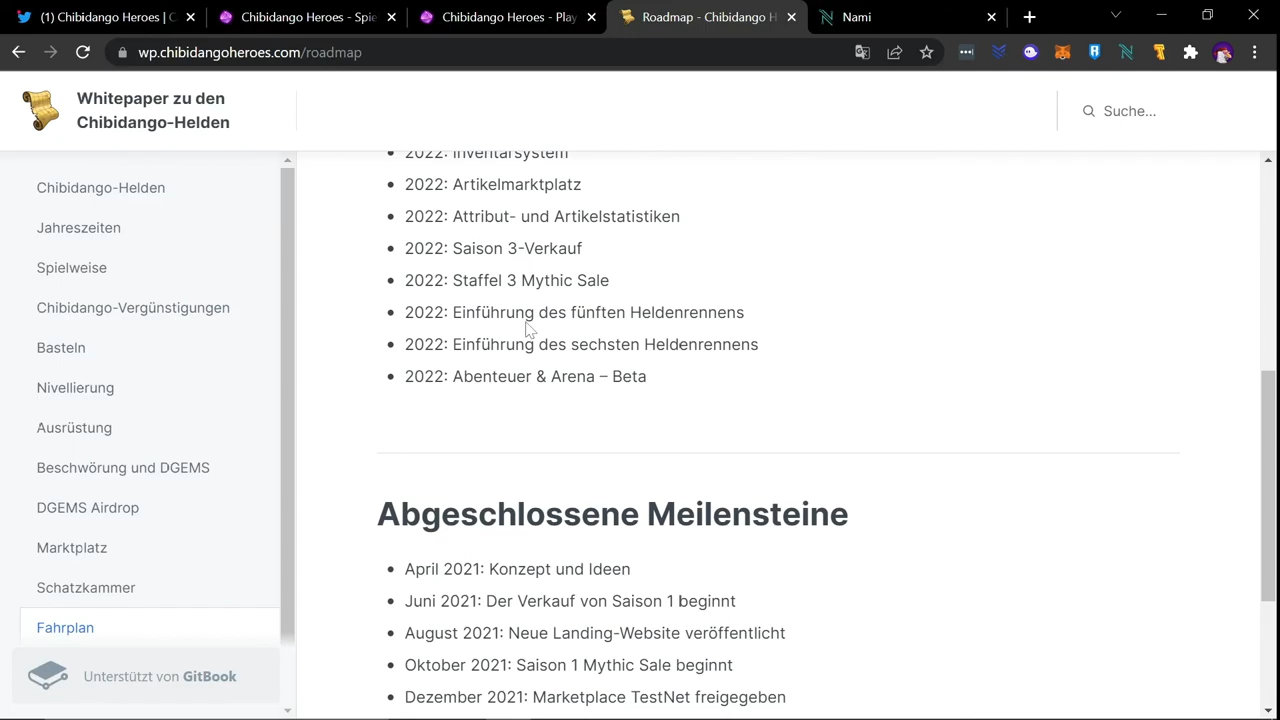 (1) Chibidango Heroes | C
Chibidango Heroes - Spie
Chibidango Heroes - Play
Roadmap - Chibidango H
Nami
wp.chibidangoheroes.com/roadmap
Whitepaper zu den
Chibidango-Helden
Suche...
Chibidango-Helden
Jahreszeiten
Spielweise
Chibidango-Vergünstigungen
Basteln
Nivellierung
Ausrüstung
Beschwörung und DGEMS
DGEMS Airdrop
Marktplatz
Schatzkammer
Fahrplan
Unterstützt von GitBook
2022: Inventarsystem
2022: Artikelmarktplatz
2022: Attribut- und Artikelstatistiken
2022: Saison 3-Verkauf
2022: Staffel 3 Mythic Sale
2022: Einführung des fünften Heldenrennens
2022: Einführung des sechsten Heldenrennens
2022: Abenteuer & Arena – Beta
Abgeschlossene Meilensteine
April 2021: Konzept und Ideen
Juni 2021: Der Verkauf von Saison 1 beginnt
August 2021: Neue Landing-Website veröffentlicht
Oktober 2021: Saison 1 Mythic Sale beginnt
Dezember 2021: Marketplace TestNet freigegeben